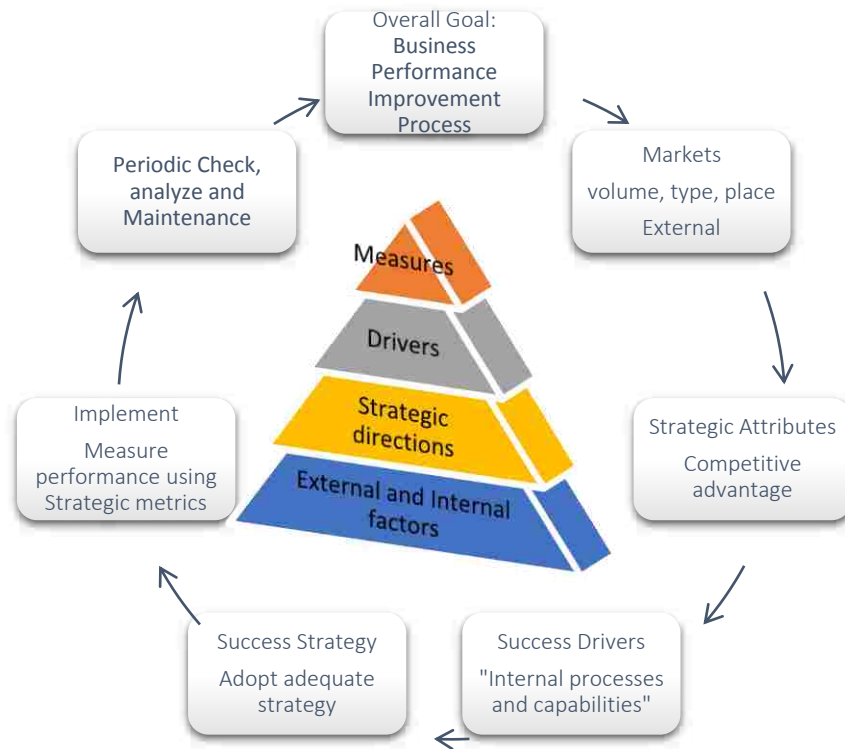 Overall Goal:
Business
Performance
Improvement
Process
Markets
volume, type, place
External
Strategic Attributes
Competitive
advantage
Success Drivers
"Internal processes
and capabilities"
Success Strategy
Adopt adequate
strategy
Implement
Measure
performance using
Strategic metrics
Periodic Check,
analyze and
Maintenance
Measures
Drivers
Strategic
directions
External and Internal
factors